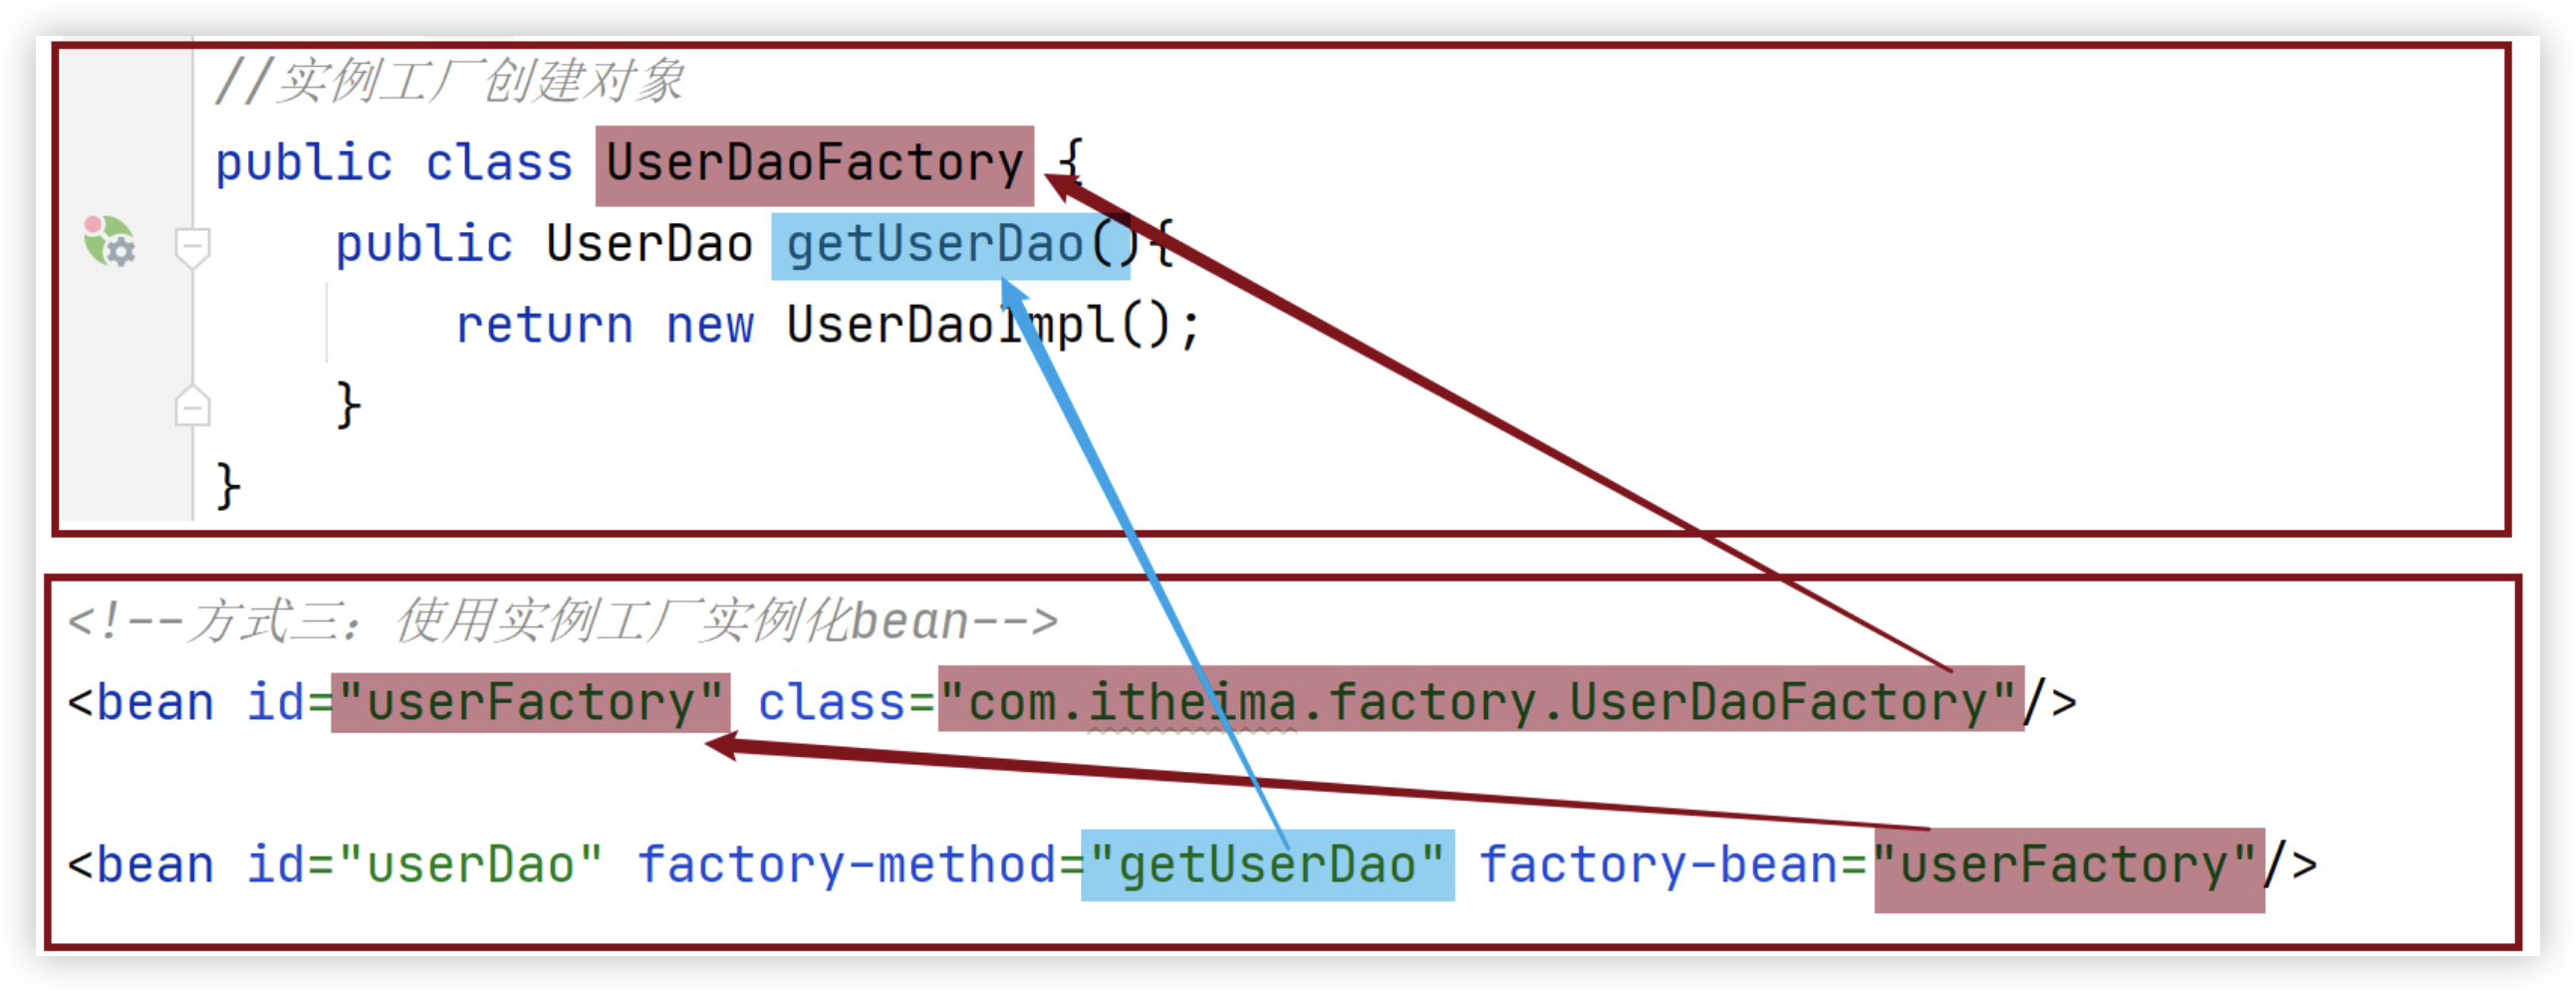 //实例工厂创建对象
public class UserDaoFactory {
public UserDao getUserDao(){
return new UserDaoImpl();
}
}
<!--方式三：使用实例工厂实例化bean-->
<bean id="userFactory" class="com.itheima.factory.UserDaoFactory"/>
<bean id="userDao" factory-method="getUserDao" factory-bean="userFactory"/>